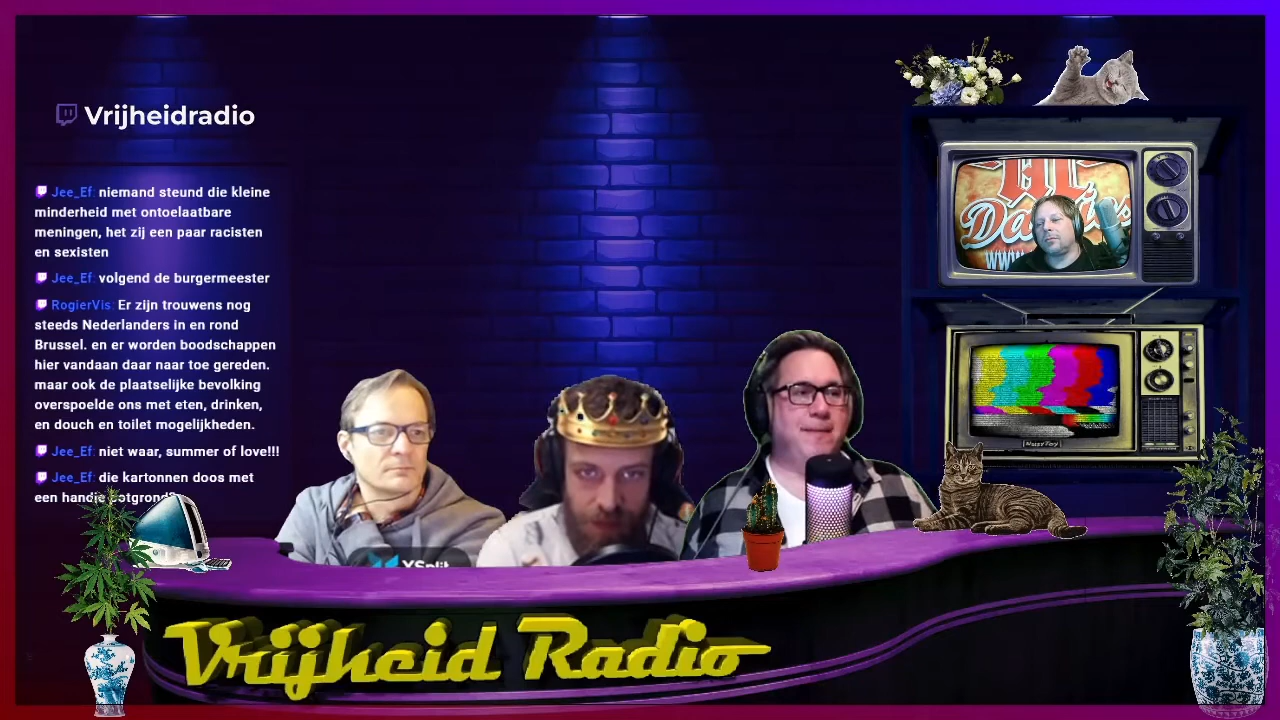 Vrijheidradio
Jee_Ef: niemand steund die kleine
minderheid met ontoelaatbare
meningen, het zij een paar racisten
en sexisten
Jee_Ef: volgend de burgermeester
RogierVis: Er zijn trouwens nog
steeds Nederlanders in en rond
Brussel. en er worden boodschappen
hier vandaan daar naar toe gereden.
maar ook de plaatselijke bevolking
overspoelde ons met eten, drinken,
en douch en toilet mogelijkheden.
Jee_Ef: niet waar, summer of love!!!
Jee_Ef: die kartonnen doos met
een handje potgrond?
XSplit
Vrijheid Radio